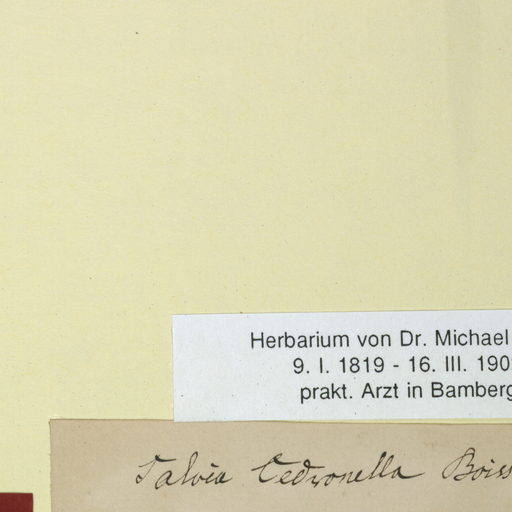 Herbarium von Dr. Michael
9. I. 1819 - 16. III. 190
prakt. Arzt in Bamberg
Salvia Cedronella Boiss